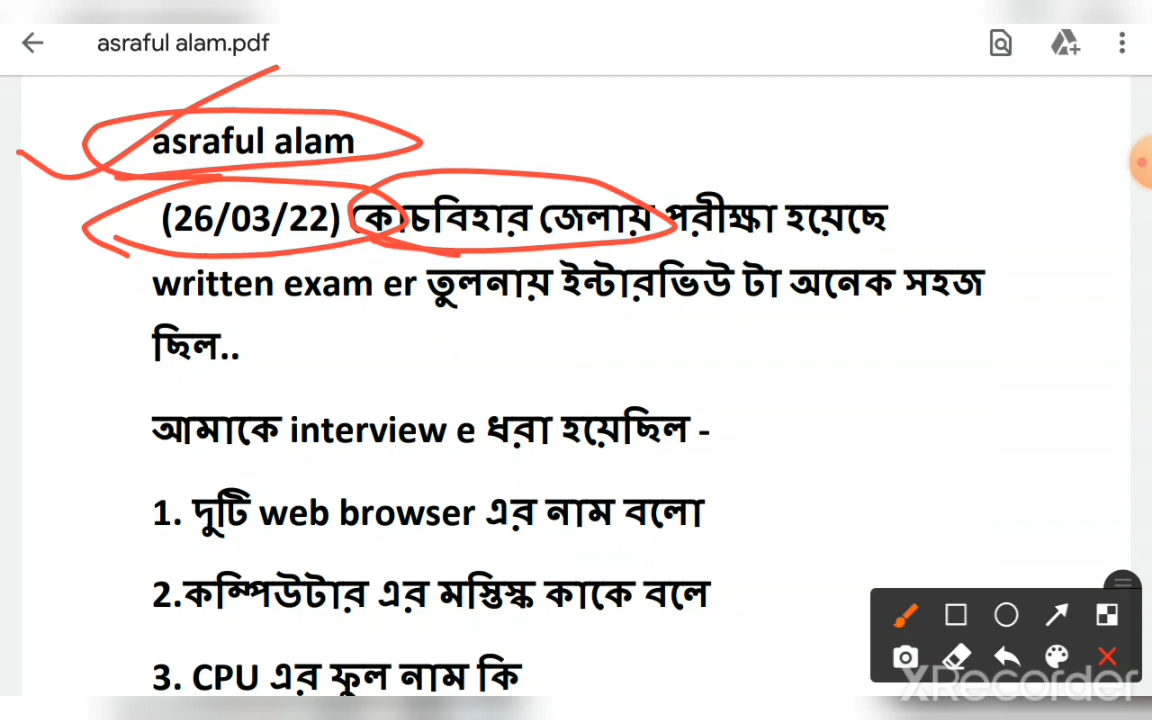 asraful alam.pdf
asraful alam
(26/03/22) কোচবিহার জেলায় পরীক্ষা হয়েছে
written exam er তুলনায় ইন্টারভিউ টা অনেক সহজ
ছিল..
আমাকে interview e ধরা হয়েছিল -
1. দুটি web browser এর নাম বলো
2.কম্পিউটার এর মস্তিস্ক কাকে বলে
3. CPU এর ফুল নাম কি
XRecorder